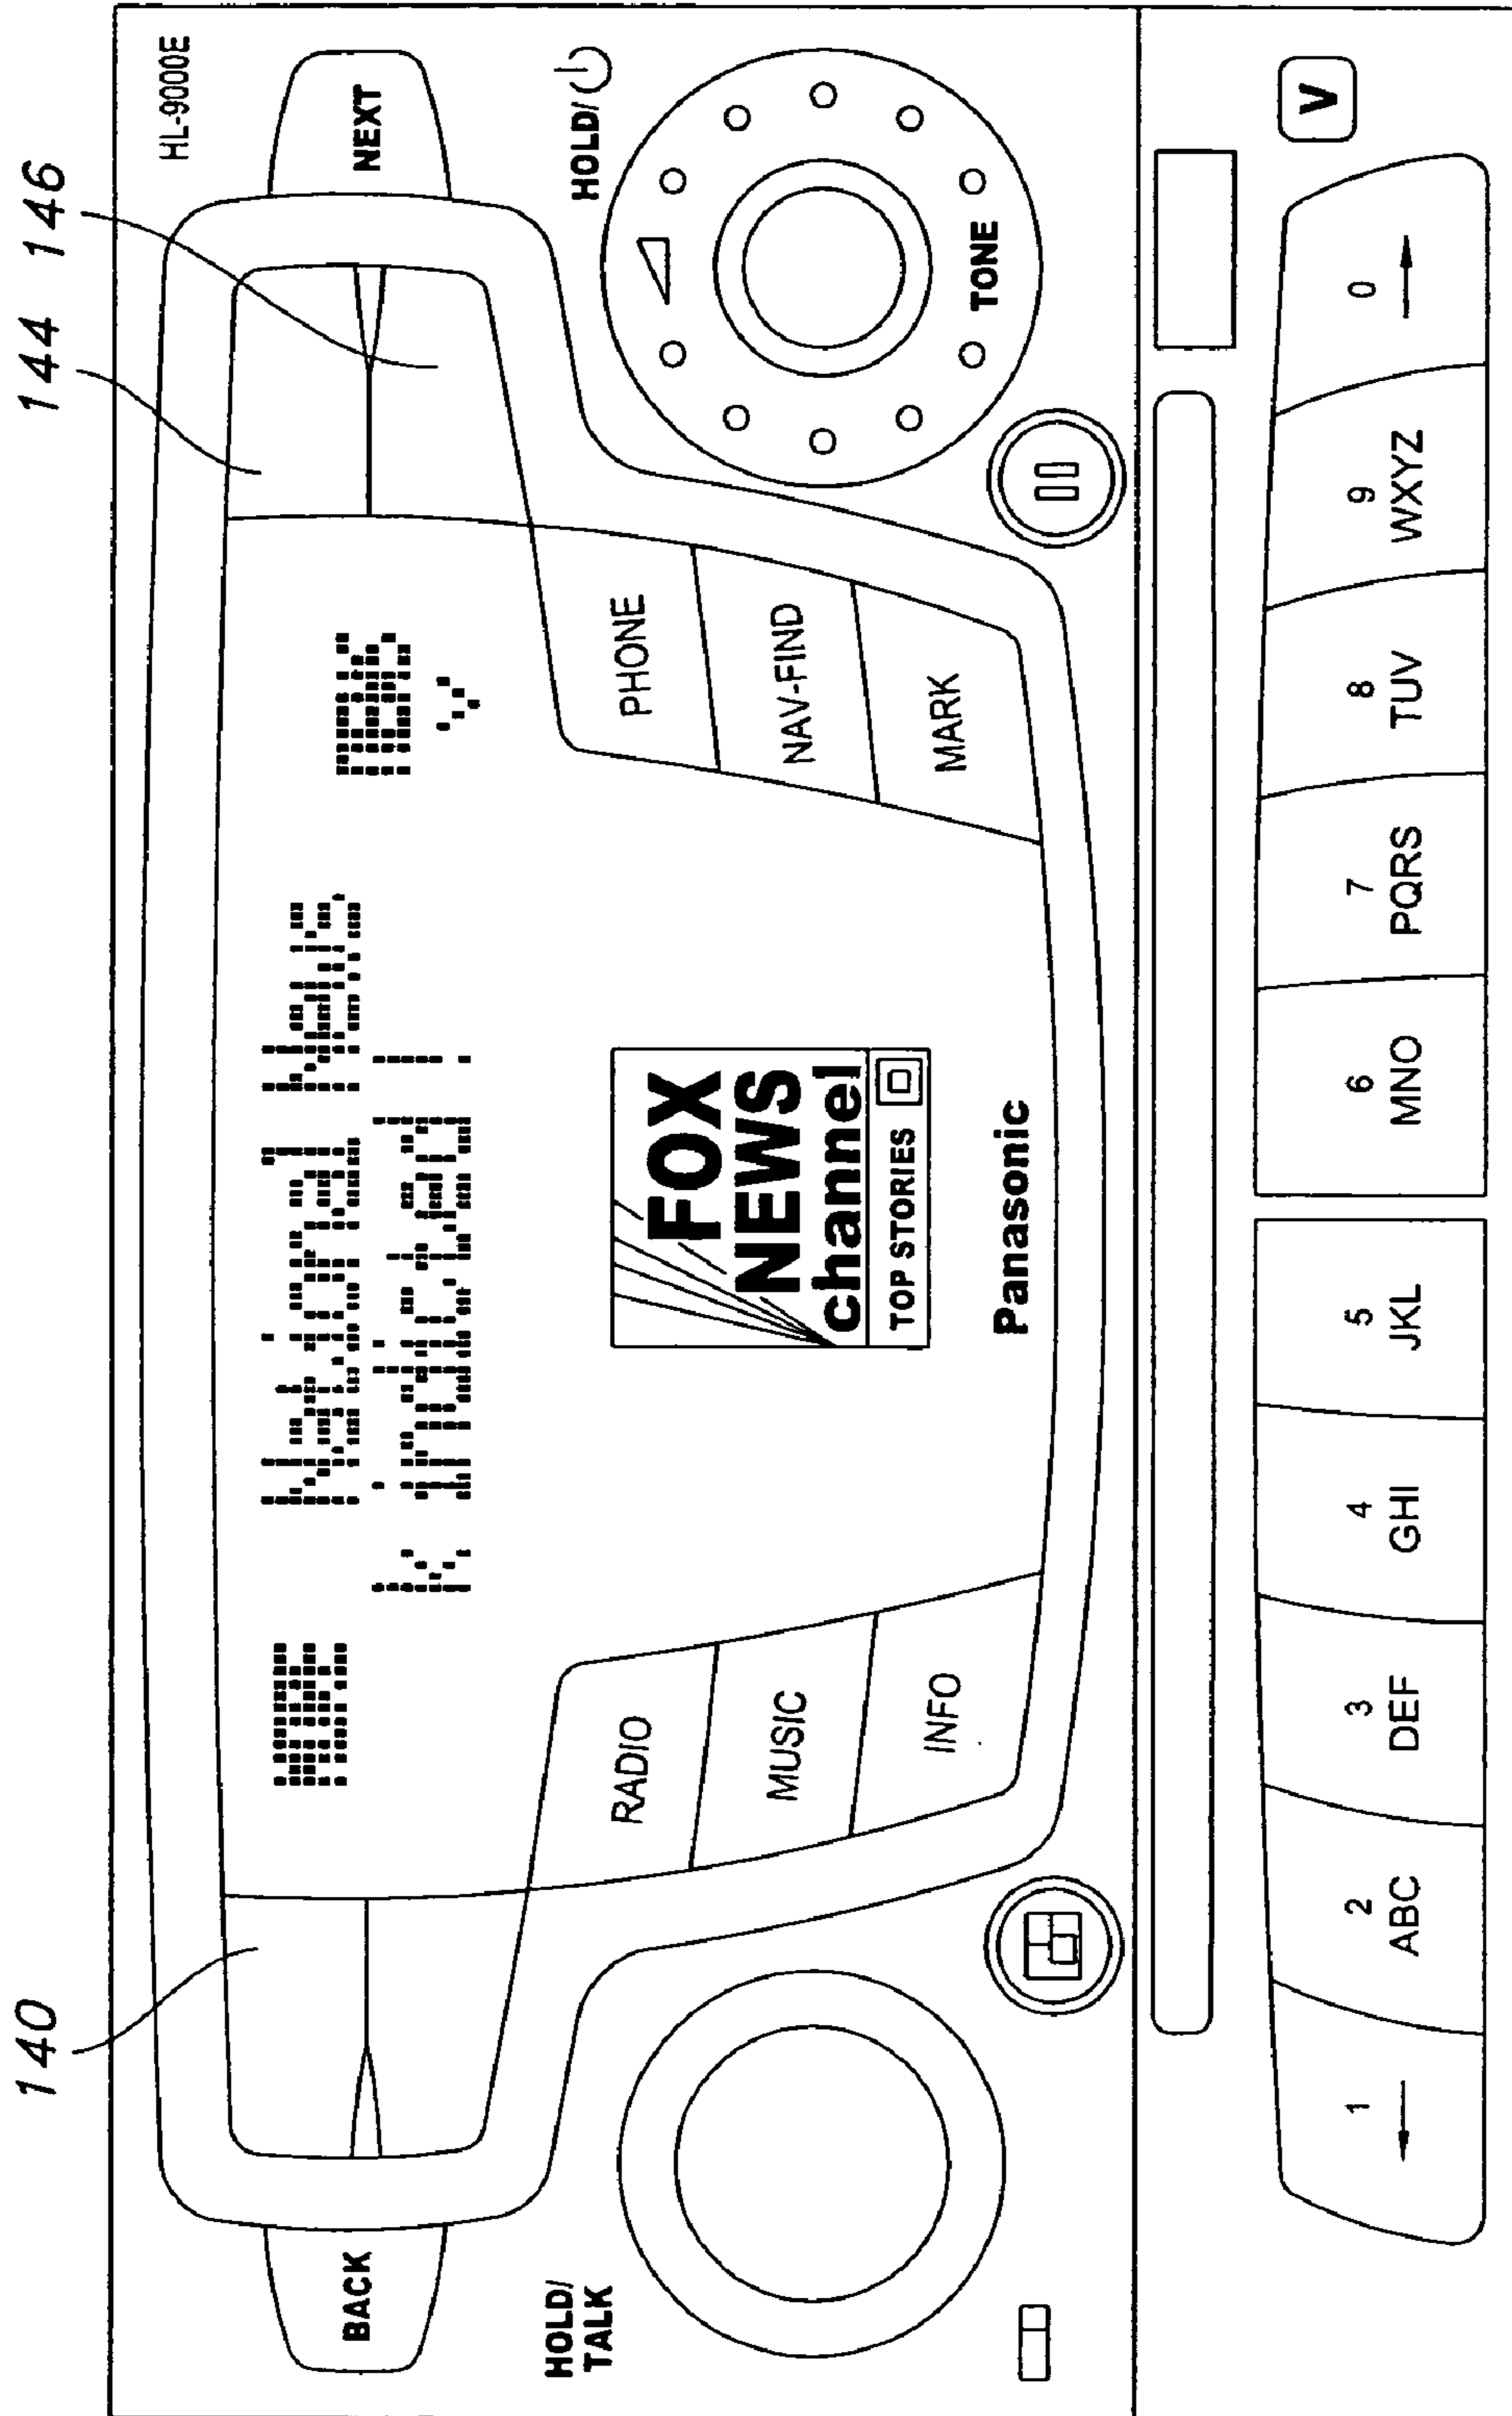 140 144 146
HL-9000E
BACK
MORE
National News
k indicted
NEXT
HOLD/
TALK
RADIO
MUSIC
INFO
FOX
NEWS
channel
TOP STORIES
Panasonic
PHONE
NAV-FIND
MARK
HOLD/
TONE
1 2 3 4 5 6 7 8 9 0
ABC DEF GHI JKL MNO PQRS TUV WXYZ
V